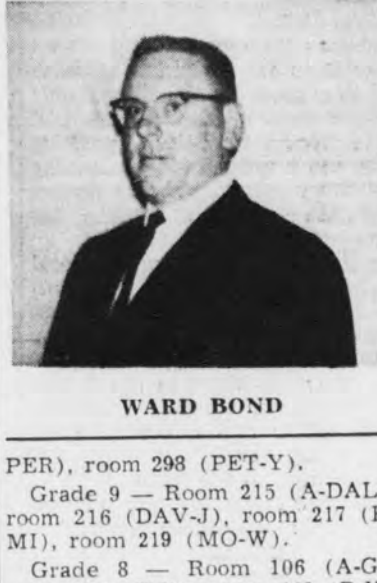 WARD BOND
PER), room 298 (PET-Y).
Grade 9 — Room 215 (A-DAL
room 216 (DAV-J), room 217 (
MI), room 219 (MO-W).
Grade 8 — Room 106 (A-G